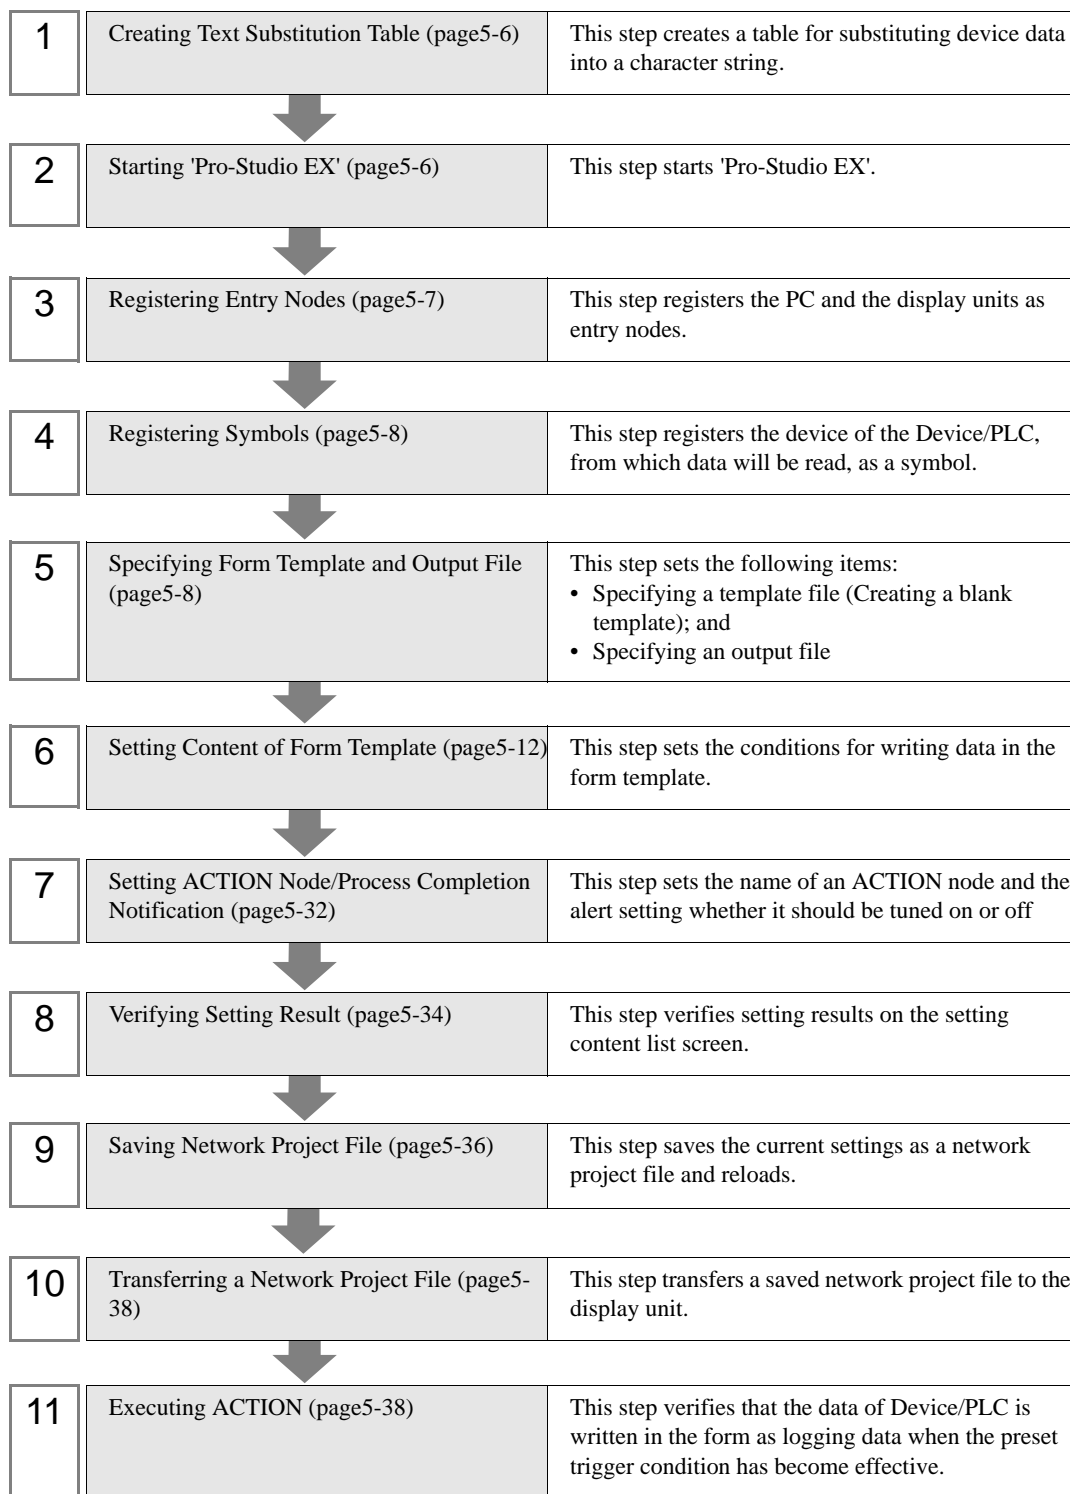 1
Creating Text Substitution Table (page5-6)
This step creates a table for substituting device data
into a character string.
2
Starting 'Pro-Studio EX' (page5-6)
This step starts 'Pro-Studio EX'.
3
Registering Entry Nodes (page5-7)
This step registers the PC and the display units as
entry nodes.
4
Registering Symbols (page5-8)
This step registers the device of the Device/PLC,
from which data will be read, as a symbol.
5
Specifying Form Template and Output File
(page5-8)
This step sets the following items:
• Specifying a template file (Creating a blank
template); and
• Specifying an output file
6
Setting Content of Form Template (page5-12)
This step sets the conditions for writing data in the
form template.
7
Setting ACTION Node/Process Completion
Notification (page5-32)
This step sets the name of an ACTION node and the
alert setting whether it should be tuned on or off
8
Verifying Setting Result (page5-34)
This step verifies setting results on the setting
content list screen.
9
Saving Network Project File (page5-36)
This step saves the current settings as a network
project file and reloads.
10
Transferring a Network Project File (page5-
38)
This step transfers a saved network project file to the
display unit.
11
Executing ACTION (page5-38)
This step verifies that the data of Device/PLC is
written in the form as logging data when the preset
trigger condition has become effective.